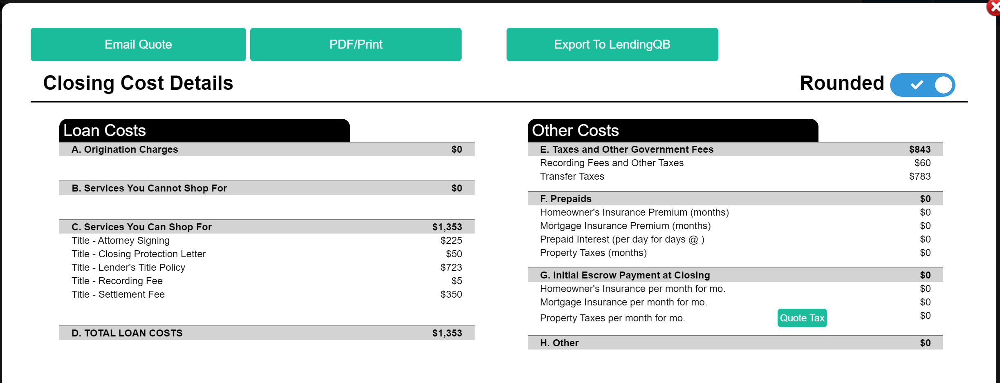 Email Quote
PDF/Print
Export To LendingQB
Closing Cost Details
Rounded
Loan Costs
A. Origination Charges $0
B. Services You Cannot Shop For $0
C. Services You Can Shop For $1,353
Title - Attorney Signing $225
Title - Closing Protection Letter $50
Title - Lender's Title Policy $723
Title - Recording Fee $5
Title - Settlement Fee $350
D. TOTAL LOAN COSTS $1,353
Other Costs
E. Taxes and Other Government Fees $843
Recording Fees and Other Taxes $60
Transfer Taxes $783
F. Prepaids $0
Homeowner's Insurance Premium (months) $0
Mortgage Insurance Premium (months) $0
Prepaid Interest (per day for days @ ) $0
Property Taxes (months) $0
G. Initial Escrow Payment at Closing $0
Homeowner's Insurance per month for mo. $0
Mortgage Insurance per month for mo. $0
Property Taxes per month for mo. Quote Tax $0
H. Other $0